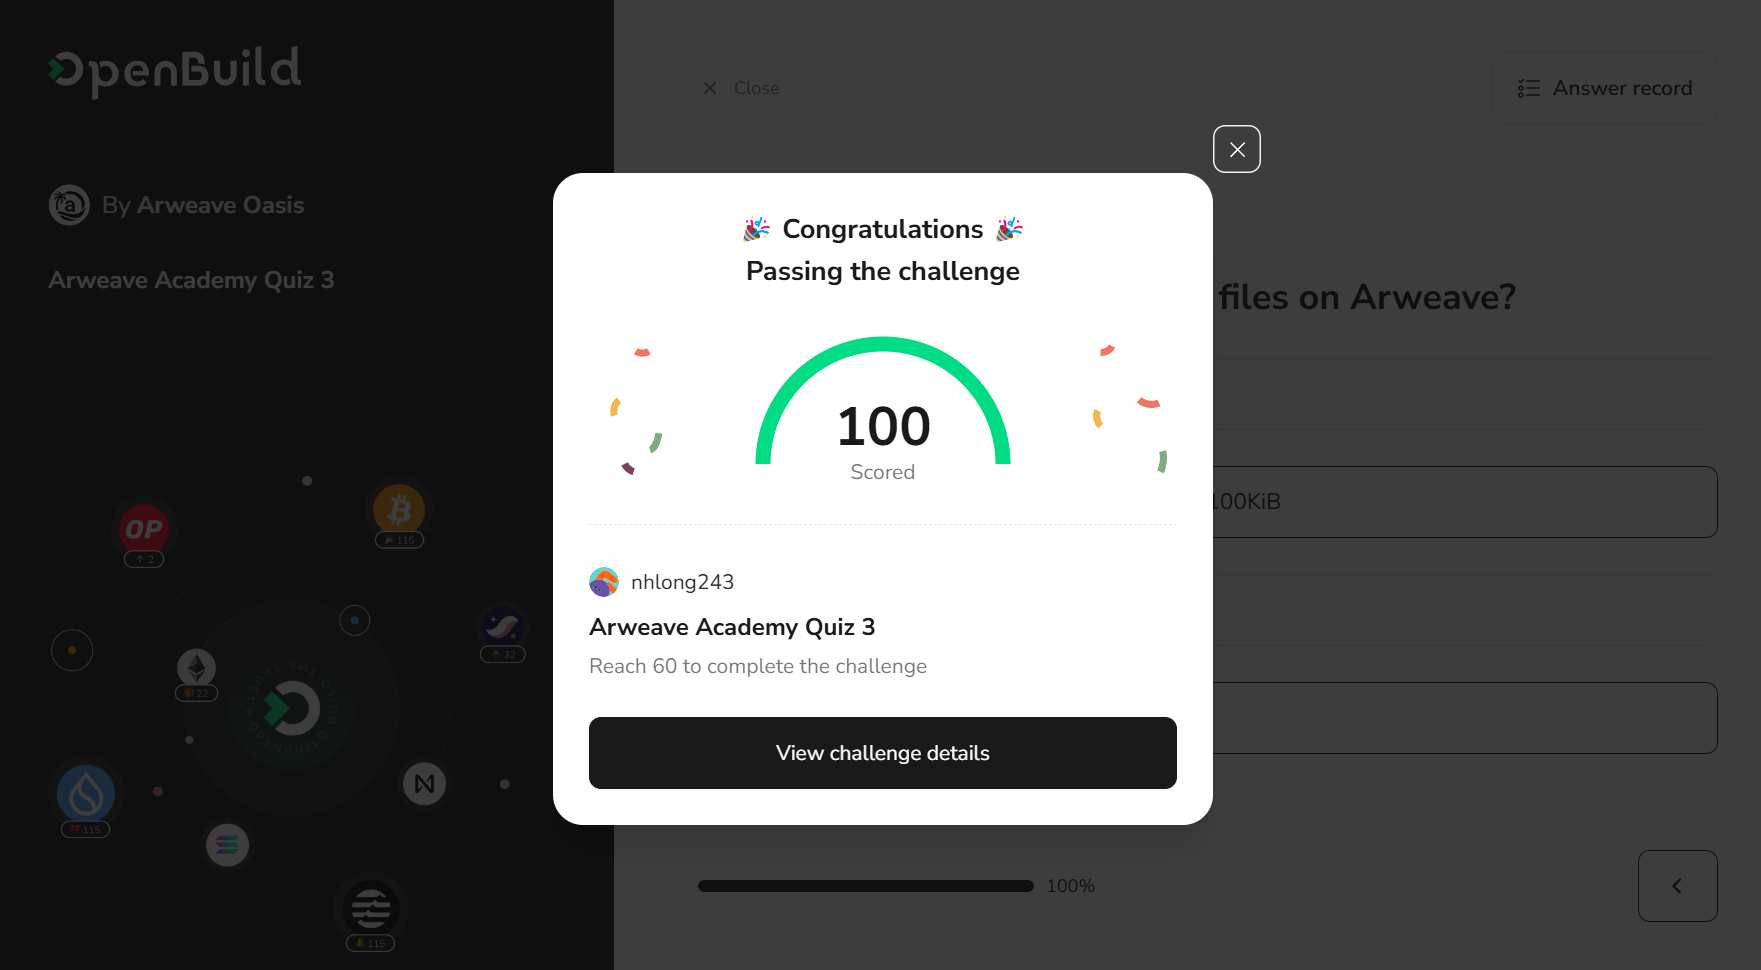 OpenBuild
Close
Answer record
By Arweave Oasis
Arweave Academy Quiz 3
Congratulations
Passing the challenge
files on Arweave?
100
Scored
100KiB
nhlong243
Arweave Academy Quiz 3
Reach 60 to complete the challenge
View challenge details
100%
OP
2
115
32
22
115
115